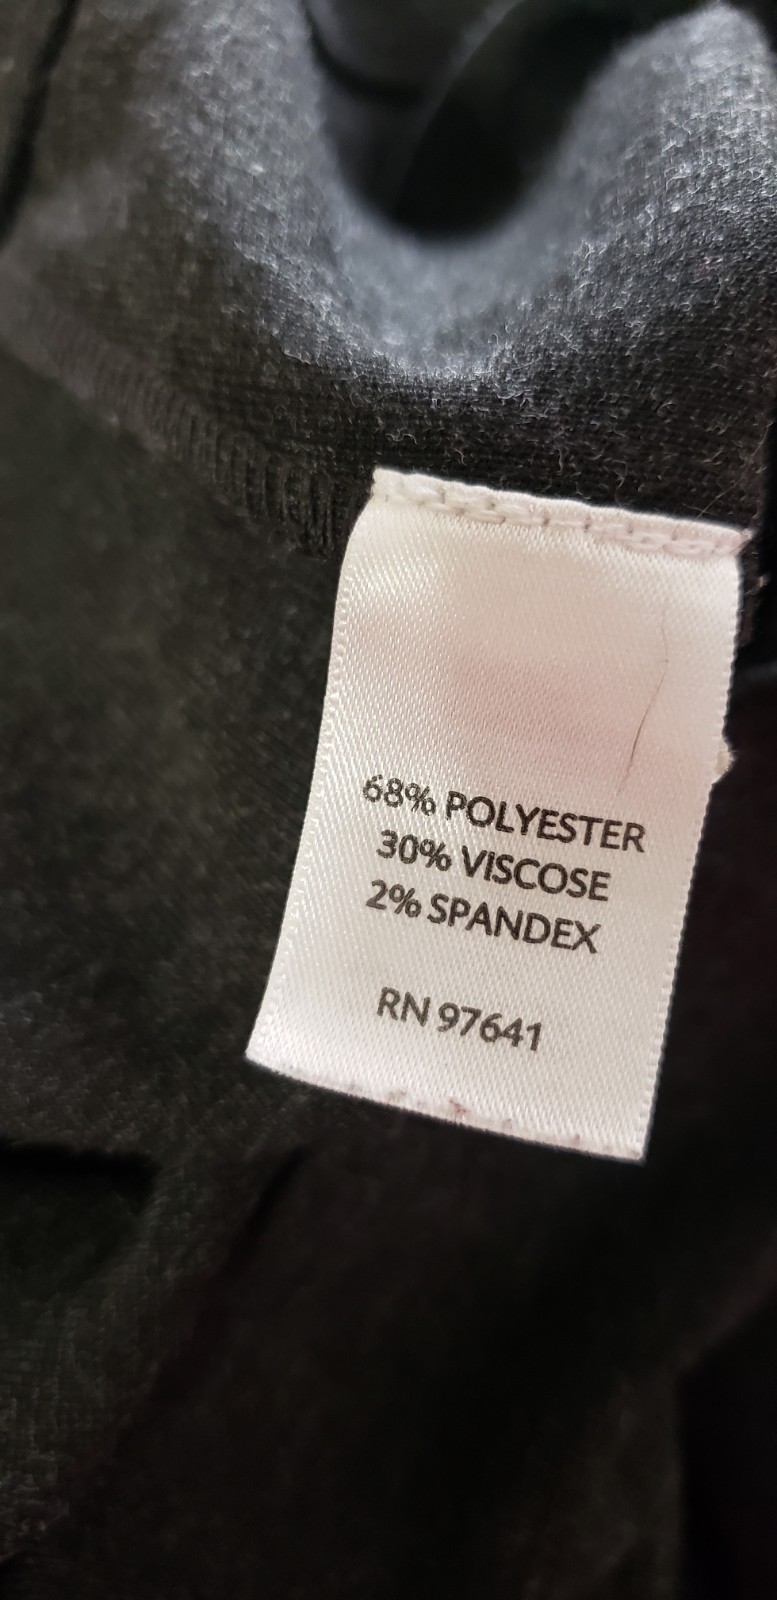 68% POLYESTER
30% VISCOSE
2% SPANDEX
RN 97641